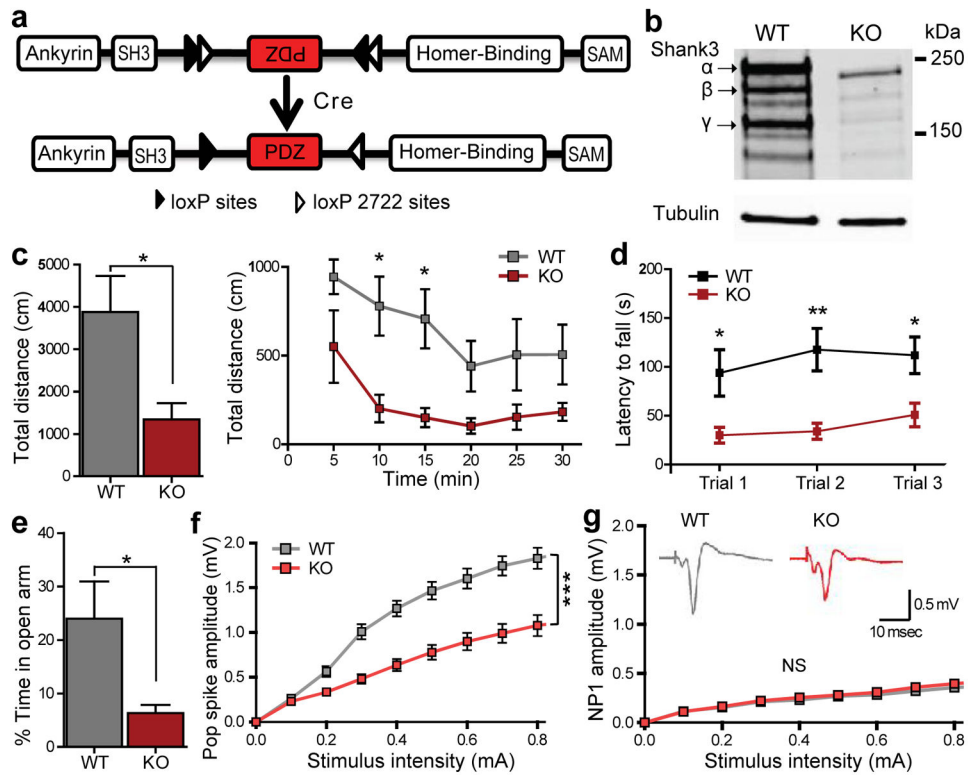 a
Ankyrin SH3 PDZ Homer-Binding SAM
Cre
Ankyrin SH3 PDZ Homer-Binding SAM
loxP sites loxP 2722 sites
b
WT KO kDa
Shank3
α
β
γ
250
150
Tubulin
c
Total distance (cm)
5000
4000
3000
2000
1000
0
*
WT KO
Total distance (cm)
1000
500
0
* *
WT
KO
0 5 10 15 20 25 30
Time (min)
d
Latency to fall (s)
200
150
100
50
0
WT
KO
* ** *
Trial 1 Trial 2 Trial 3
e
% Time in open arm
40
30
20
10
0
*
WT KO
f
Pop spike amplitude (mV)
2.0
1.5
1.0
0.5
0.0
WT
KO
***
0.0 0.2 0.4 0.6 0.8
Stimulus intensity (mA)
g
NP1 amplitude (mV)
2.0
1.5
1.0
0.5
0.0
WT KO
0.5 mV
10 msec
NS
0.0 0.2 0.4 0.6 0.8
Stimulus intensity (mA)